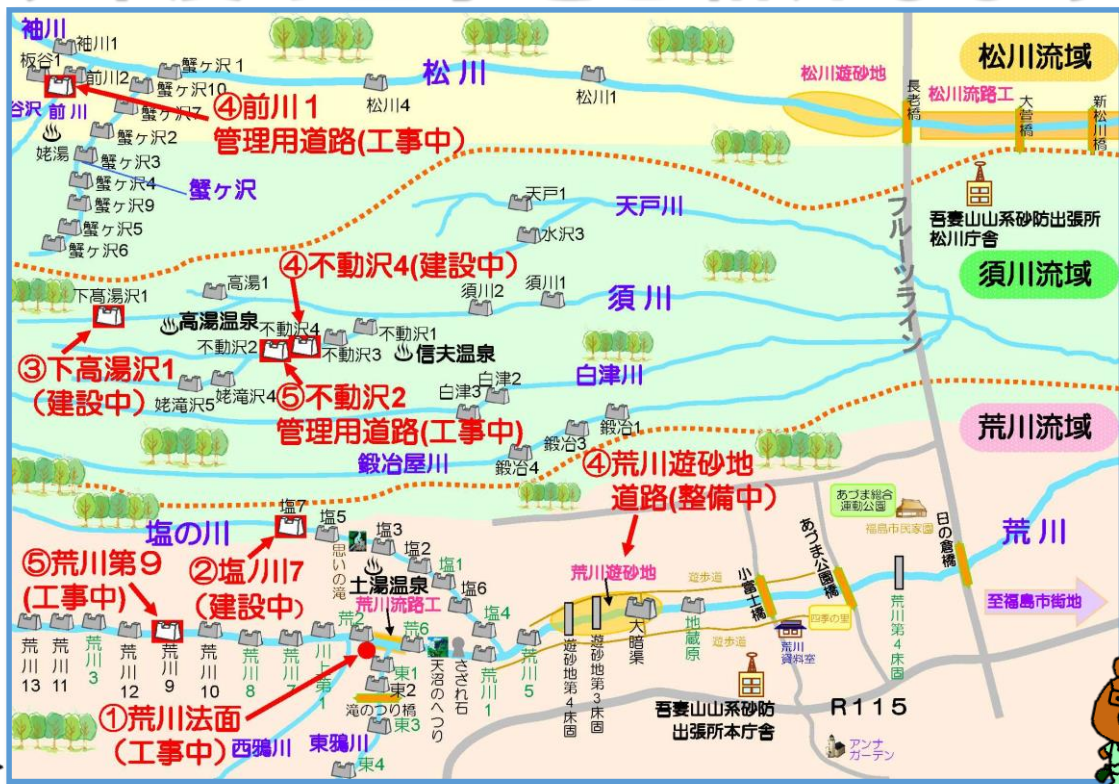 袖川
袖川1
板谷1
前川2
蟹ヶ沢1
蟹ヶ沢10
蟹ヶ沢7
谷沢
前川
④前川1
管理用道路(工事中)
姥湯
蟹ヶ沢2
蟹ヶ沢3
蟹ヶ沢4
蟹ヶ沢9
蟹ヶ沢5
蟹ヶ沢6
蟹ヶ沢
松川
松川4
松川1
松川遊砂地
長老橋
松川流路工
大菅橋
新松川橋
松川流域
天戸1
天戸川
水沢3
吾妻山山系砂防出張所
松川庁舎
フルーツライン
須川流域
④不動沢4(建設中)
下高湯沢1
高湯1
須川2
須川1
須川
高湯温泉
不動沢4
不動沢1
不動沢2
不動沢3
信夫温泉
③下高湯沢1
(建設中)
姥滝沢5
姥滝沢4
⑤不動沢2
管理用道路(工事中)
白津2
白津3
白津川
鍛冶1
鍛冶3
鍛冶4
鍛冶屋川
荒川流域
④荒川遊砂地
道路(整備中)
塩の川
塩7
塩5
思いの滝
塩3
塩2
塩1
塩6
塩4
土湯温泉
②塩ノ川7
(建設中)
⑤荒川第9
(工事中)
荒川流路工
荒川遊砂地
遊歩道
小富士橋
あづま公園橋
あづま総合
運動公園
福島市民家園
日の倉橋
荒川
至福島市街地
荒川13
荒川11
荒川3
荒川12
荒川9
荒川10
荒川8
荒川7
川上第1
荒2
荒6
東1
東2
滝のつり橋
東3
東4
天沼のへつり
さざれ石
荒川1
荒川5
遊砂地第4床固
遊砂地第3床固
大暗渠
地蔵原
遊歩道
荒川
資料室
四季の里
荒川第4床固
①荒川法面
(工事中)
西鴉川
東鴉川
吾妻山山系砂防
出張所本庁舎
R115
アンナ
ガーデン